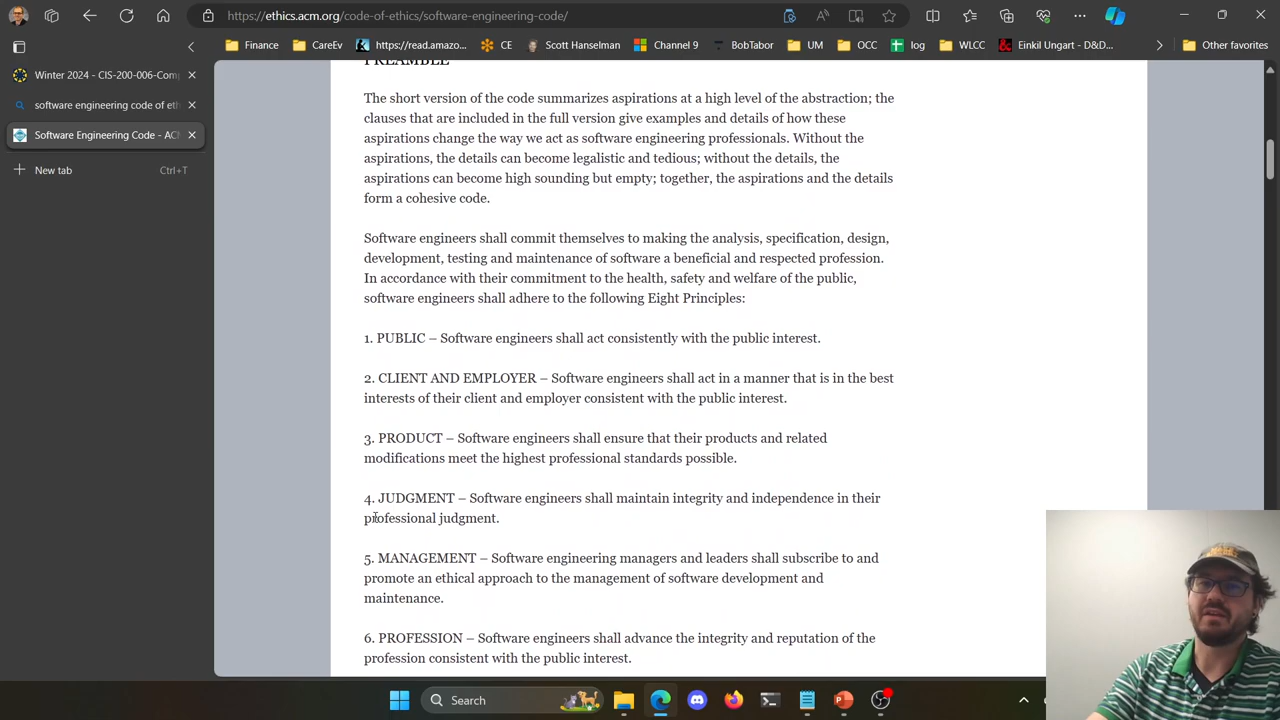 https://ethics.acm.org/code-of-ethics/software-engineering-code/
Finance
CareEv
https://read.amazo...
CE
Scott Hanselman
Channel 9
BobTabor
UM
OCC
log
WLCC
Einkil Ungart - D&D...
Other favorites
Winter 2024 - CIS-200-006-Com
software engineering code of eth
Software Engineering Code - AC
New tab
Ctrl+T
PREAMBLE
The short version of the code summarizes aspirations at a high level of the abstraction; the
clauses that are included in the full version give examples and details of how these
aspirations change the way we act as software engineering professionals. Without the
aspirations, the details can become legalistic and tedious; without the details, the
aspirations can become high sounding but empty; together, the aspirations and the details
form a cohesive code.
Software engineers shall commit themselves to making the analysis, specification, design,
development, testing and maintenance of software a beneficial and respected profession.
In accordance with their commitment to the health, safety and welfare of the public,
software engineers shall adhere to the following Eight Principles:
1. PUBLIC – Software engineers shall act consistently with the public interest.
2. CLIENT AND EMPLOYER – Software engineers shall act in a manner that is in the best
interests of their client and employer consistent with the public interest.
3. PRODUCT – Software engineers shall ensure that their products and related
modifications meet the highest professional standards possible.
4. JUDGMENT – Software engineers shall maintain integrity and independence in their
professional judgment.
5. MANAGEMENT – Software engineering managers and leaders shall subscribe to and
promote an ethical approach to the management of software development and
maintenance.
6. PROFESSION – Software engineers shall advance the integrity and reputation of the
profession consistent with the public interest.
Search